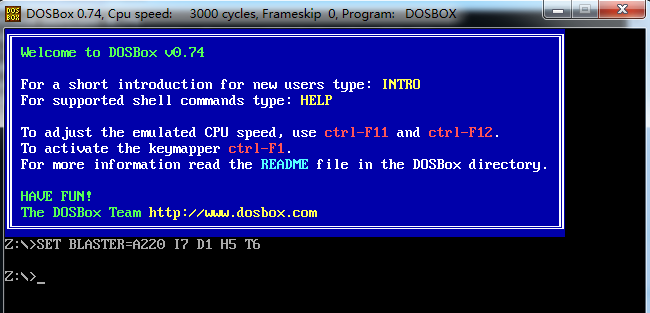 DOS
BOX
DOSBox 0.74, Cpu speed: 3000 cycles, Frameskip 0, Program: DOSBOX
Welcome to DOSBox v0.74
For a short introduction for new users type: INTRO
For supported shell commands type: HELP
To adjust the emulated CPU speed, use ctrl-F11 and ctrl-F12.
To activate the keymapper ctrl-F1.
For more information read the README file in the DOSBox directory.
HAVE FUN!
The DOSBox Team http://www.dosbox.com
Z:\>SET BLASTER=A220 I7 D1 H5 T6
Z:\>_